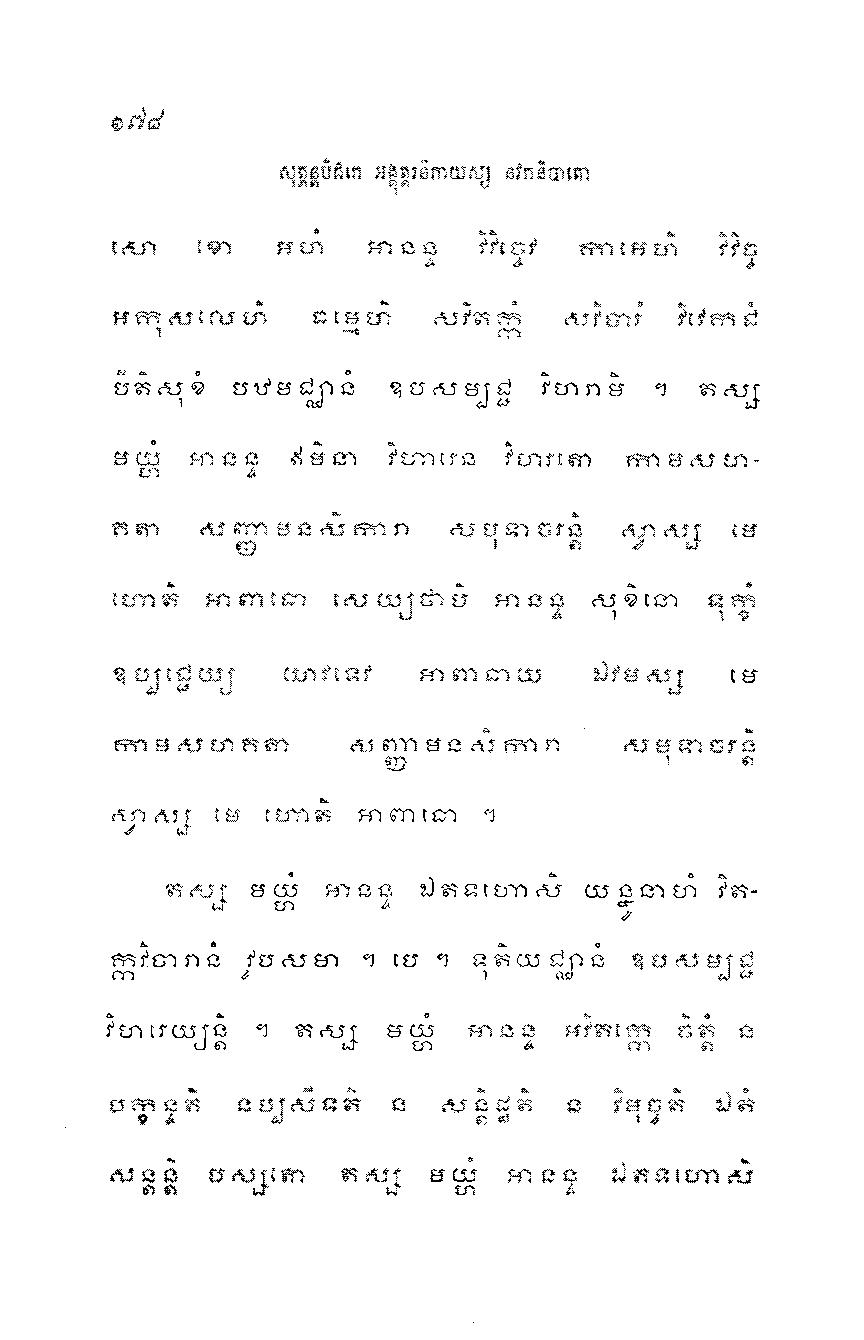 ១៧៨
សុត្តន្តបិដកេ អង្គុត្តរនិកាយស្ស នវកនិបាតោ
សោ ខោ អហំ អានន្ទ វិវិច្ចេវ កាមេហិ វិវិច្ច
អកុសលេហិ ធម្មេហិ សវិតក្កំ សវិចារំ វិវេកជំ
បីតិសុខំ បឋមជ្ឈានំ ឧបសម្បជ្ជ វិហរាមិ ។ តស្ស
មយ្ហំ អានន្ទ ឥមិនា វិហារេន វិហរតោ កាមសហ-
គតា សញ្ញាមនសិការា សមុទាចរន្តិ ស្វាស្ស មេ
ហោតិ អាពាធោ សេយ្យថាបិ អានន្ទ សុខិនោ ទុក្ខំ
ឧប្បជ្ជេយ្យ យាវទេវ អាពាធាយ ឯវមស្ស មេ
កាមសហគតា សញ្ញាមនសិការា សមុទាចរន្តិ
ស្វាស្ស មេ ហោតិ អាពាធោ ។
តស្ស មយ្ហំ អានន្ទ ឯតទហោសិ យន្នូនាហំ វិត-
ក្កវិចារានំ វូបសមា ។ បេ ។ ទុតិយជ្ឈានំ ឧបសម្បជ្ជ
វិហរេយ្យន្តិ ។ តស្ស មយ្ហំ អានន្ទ អវិតក្កេ ចិត្តំ ន
បក្ខន្ទតិ នប្បសីទតិ ន សន្តិដ្ឋតិ ន វិមុច្ចតិ ឯតំ
សន្តន្តិ បស្សតោ តស្ស មយ្ហំ អានន្ទ ឯតទហោសិ